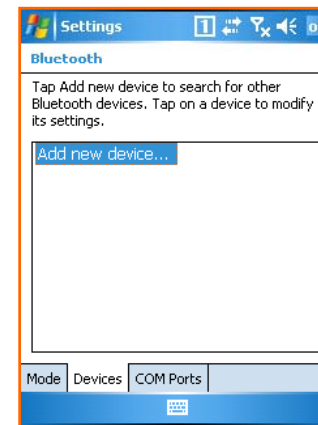 Settings
1
Bluetooth
Tap Add new device to search for other
Bluetooth devices. Tap on a device to modify
its settings.
Add new device...
Mode Devices COM Ports